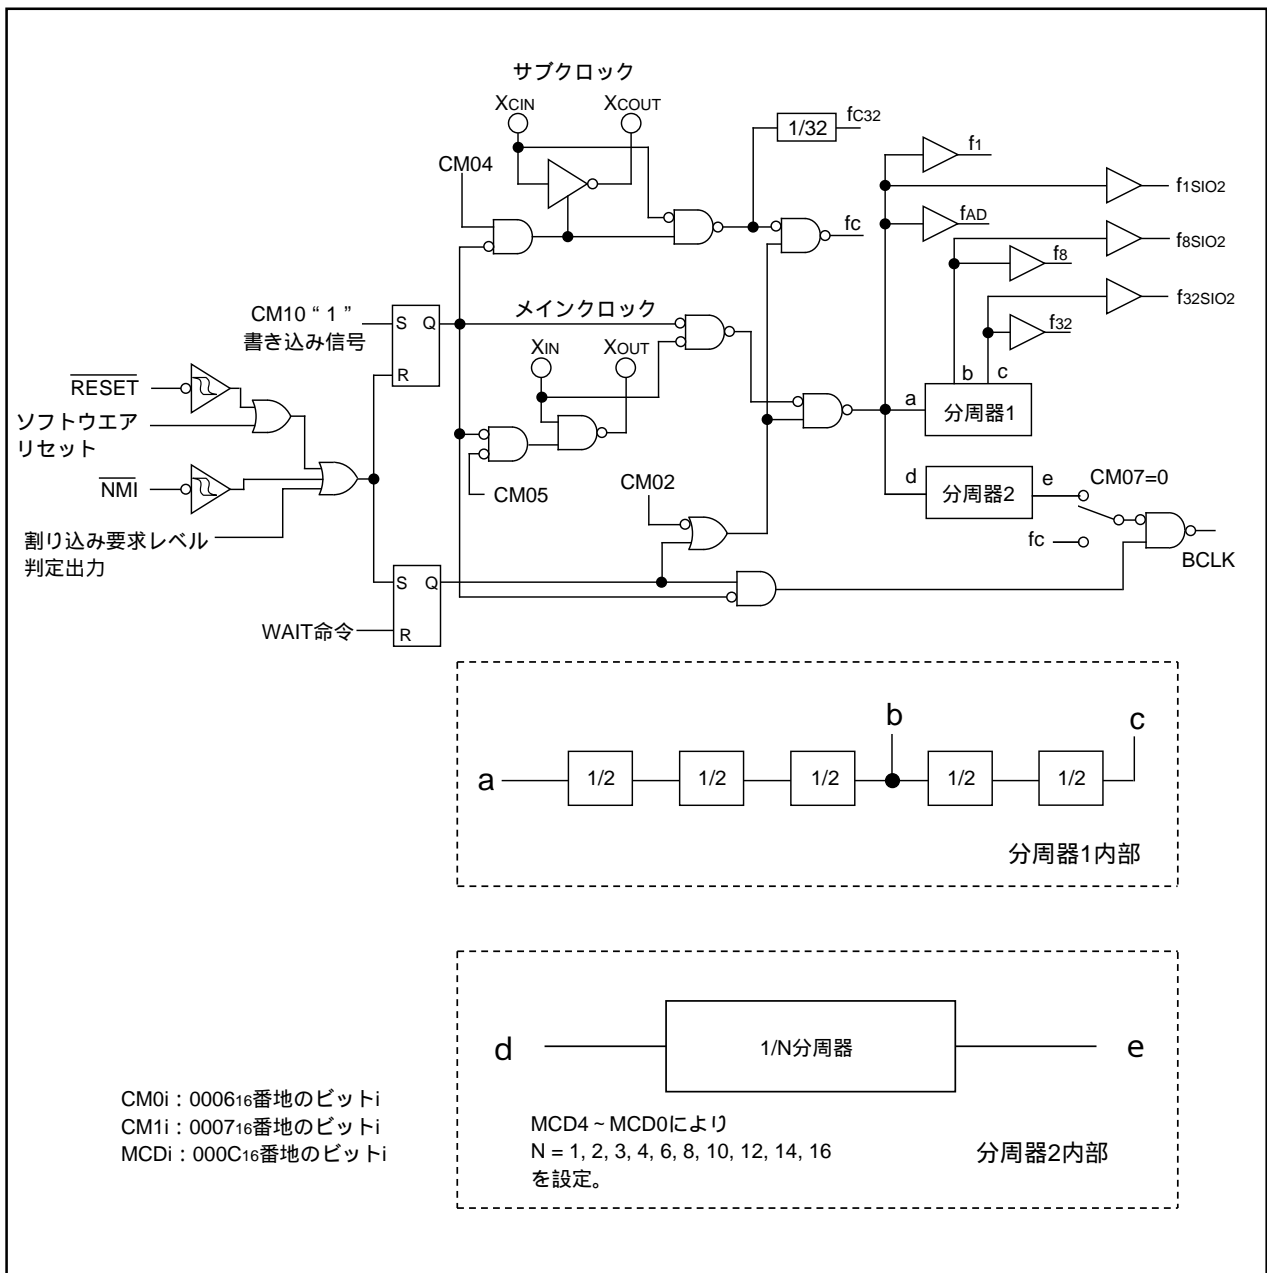 サブクロック
XCIN
XCOUT
CM04
1/32
fC32
f1
f1SIO2
fAD
fc
f8SIO2
f8
f32SIO2
f32
CM10 “ 1 ”
書き込み信号
S Q
R
メインクロック
XIN
XOUT
RESET
ソフトウエア
リセット
NMI
割り込み要求レベル
判定出力
CM05
CM02
b c
a
分周器1
d
分周器2
e
CM07=0
fc
BCLK
S Q
R
WAIT命令
a
1/2
1/2
1/2
b
1/2
1/2
c
分周器1内部
d
1/N分周器
e
MCD4 ~ MCD0により
N = 1, 2, 3, 4, 6, 8, 10, 12, 14, 16
を設定。
分周器2内部
CM0i : 000616番地のビットi
CM1i : 000716番地のビットi
MCDi : 000C16番地のビットi